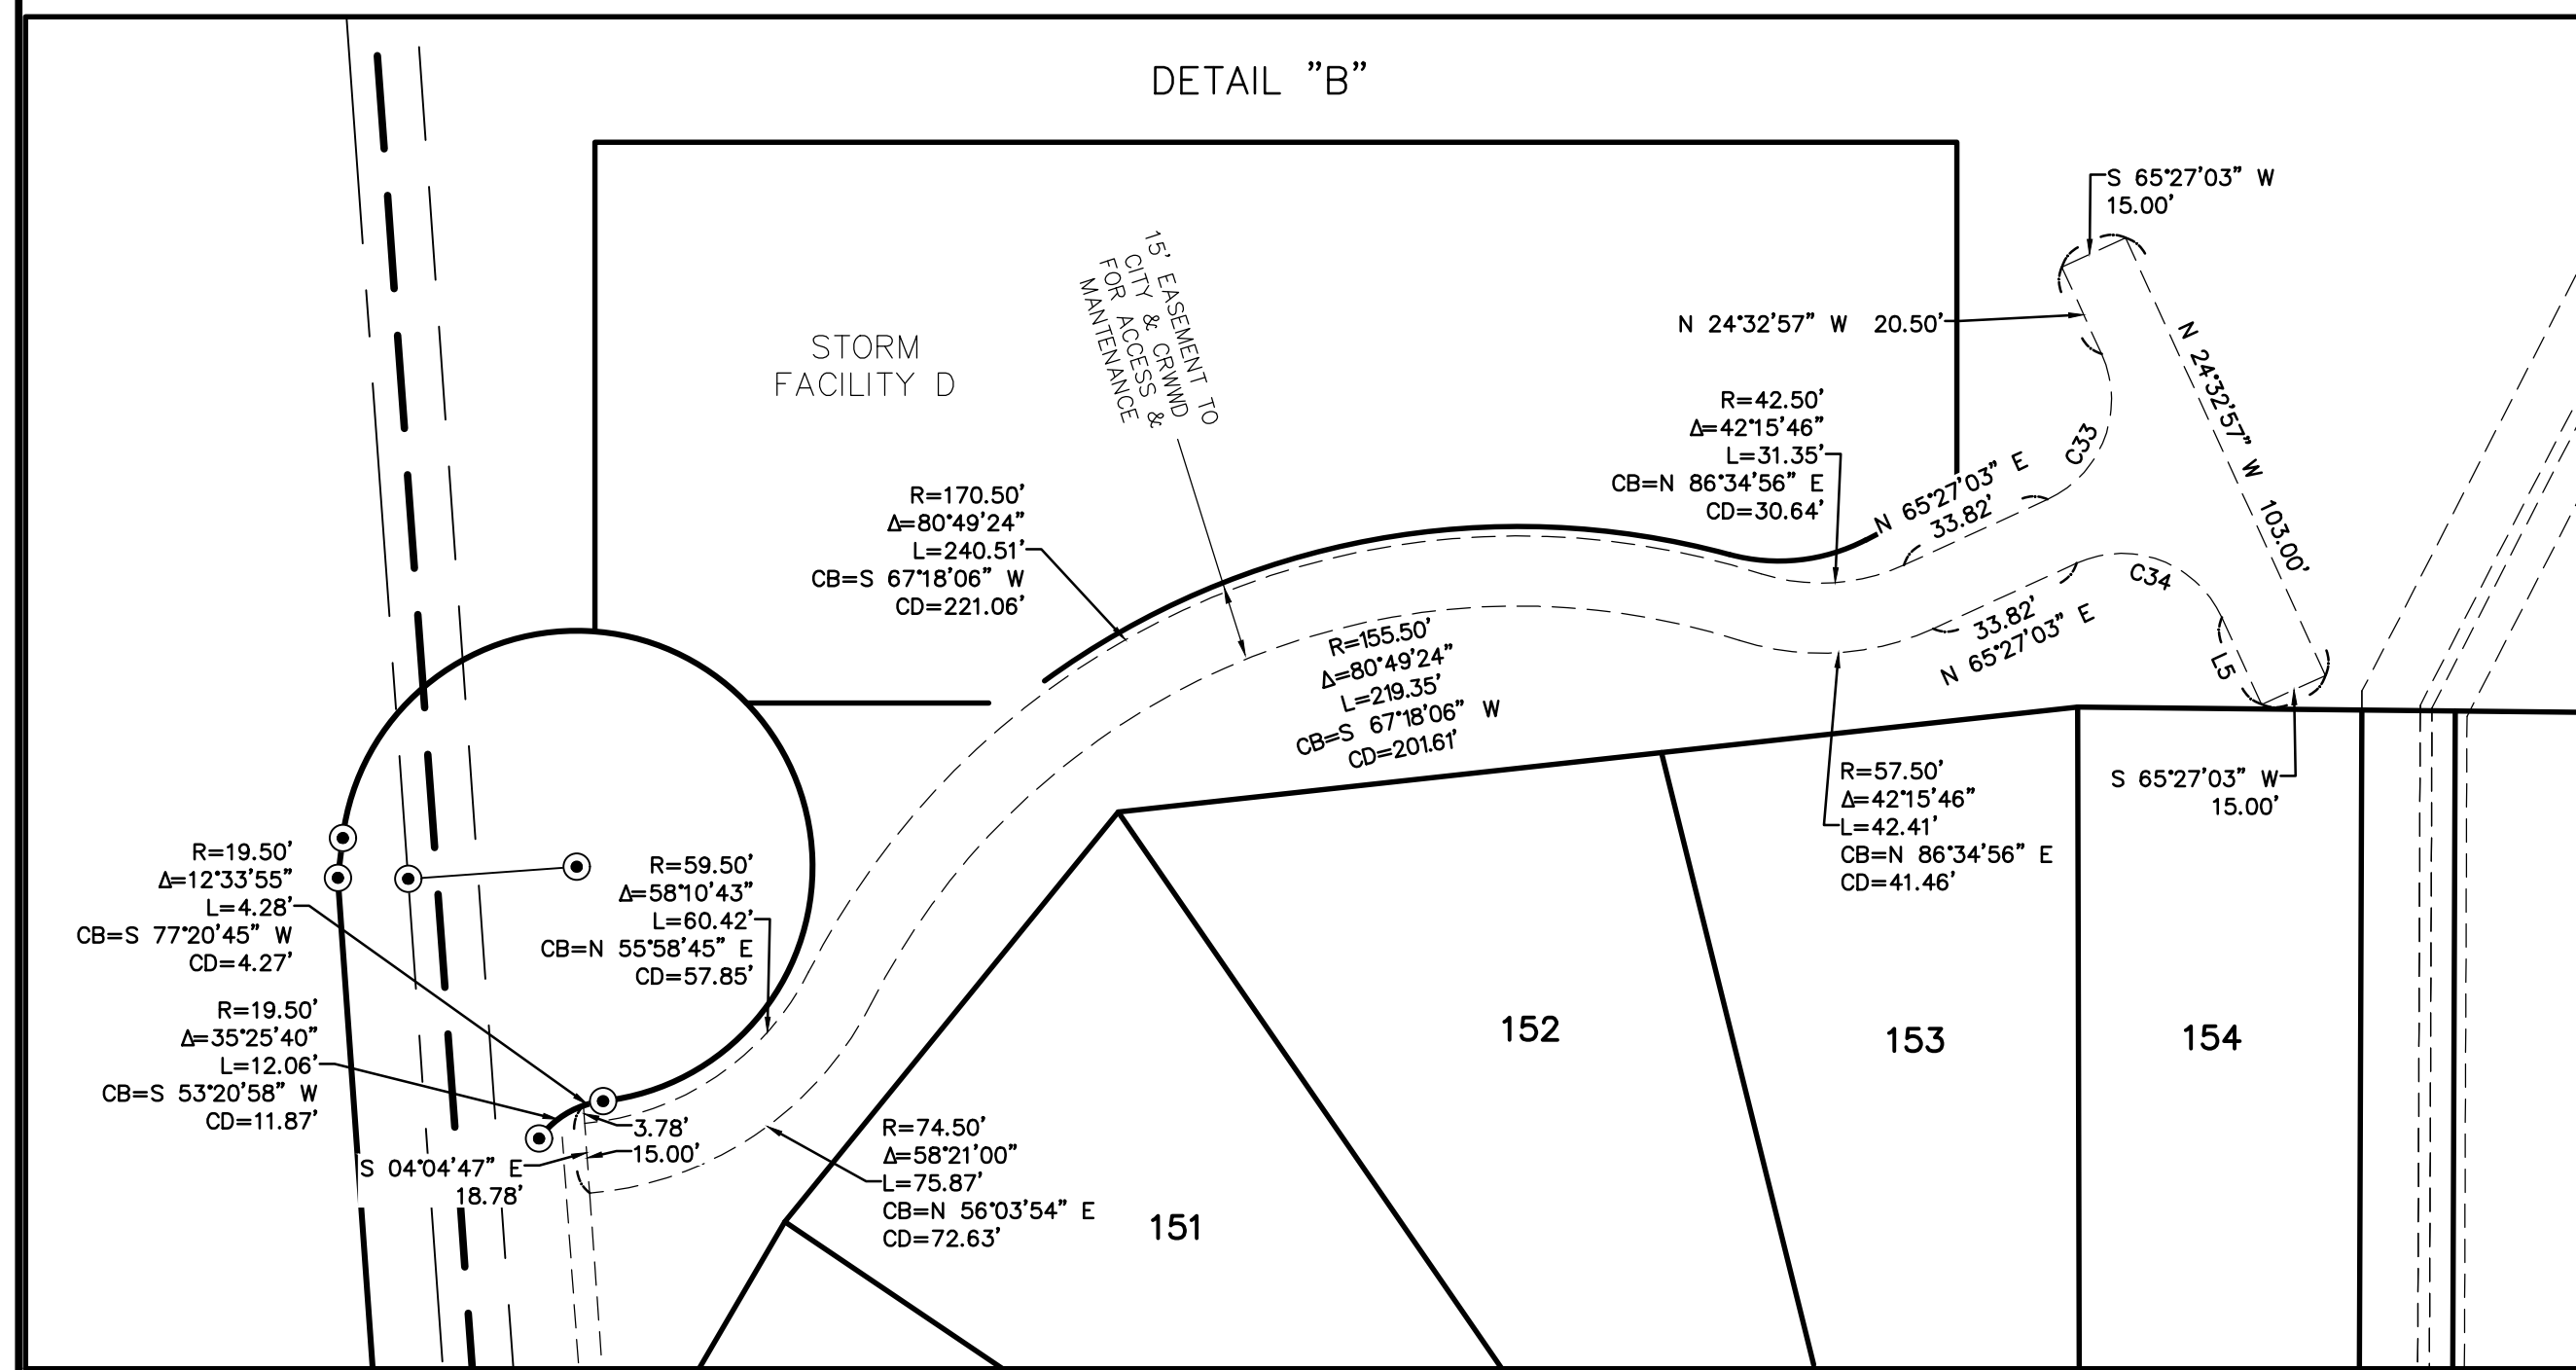 DETAIL "B"
S 65°27'03" W
15.00'
15' EASEMENT TO
CITY & CRWWD
FOR ACCESS &
MANTENANCE
N 24°32'57" W 20.50'
N 24°32'57" W 103.00'
STORM
FACILITY D
R=42.50'
Δ=42°15'46"
L=31.35'
CB=N 86°34'56" E
CD=30.64'
N 65°27'03" E
33.82'
C33
R=170.50'
Δ=80°49'24"
L=240.51'
CB=S 67°18'06" W
CD=221.06'
C34
33.82'
N 65°27'03" E
L5
R=155.50'
Δ=80°49'24"
L=219.35'
CB=S 67°18'06" W
CD=201.61'
R=57.50'
Δ=42°15'46"
L=42.41'
CB=N 86°34'56" E
CD=41.46'
S 65°27'03" W
15.00'
R=19.50'
Δ=12°33'55"
L=4.28'
CB=S 77°20'45" W
CD=4.27'
R=59.50'
Δ=58°10'43"
L=60.42'
CB=N 55°58'45" E
CD=57.85'
R=19.50'
Δ=35°25'40"
L=12.06'
CB=S 53°20'58" W
CD=11.87'
152
153
154
3.78'
15.00'
S 04°04'47" E
18.78'
R=74.50'
Δ=58°21'00"
L=75.87'
CB=N 56°03'54" E
CD=72.63'
151